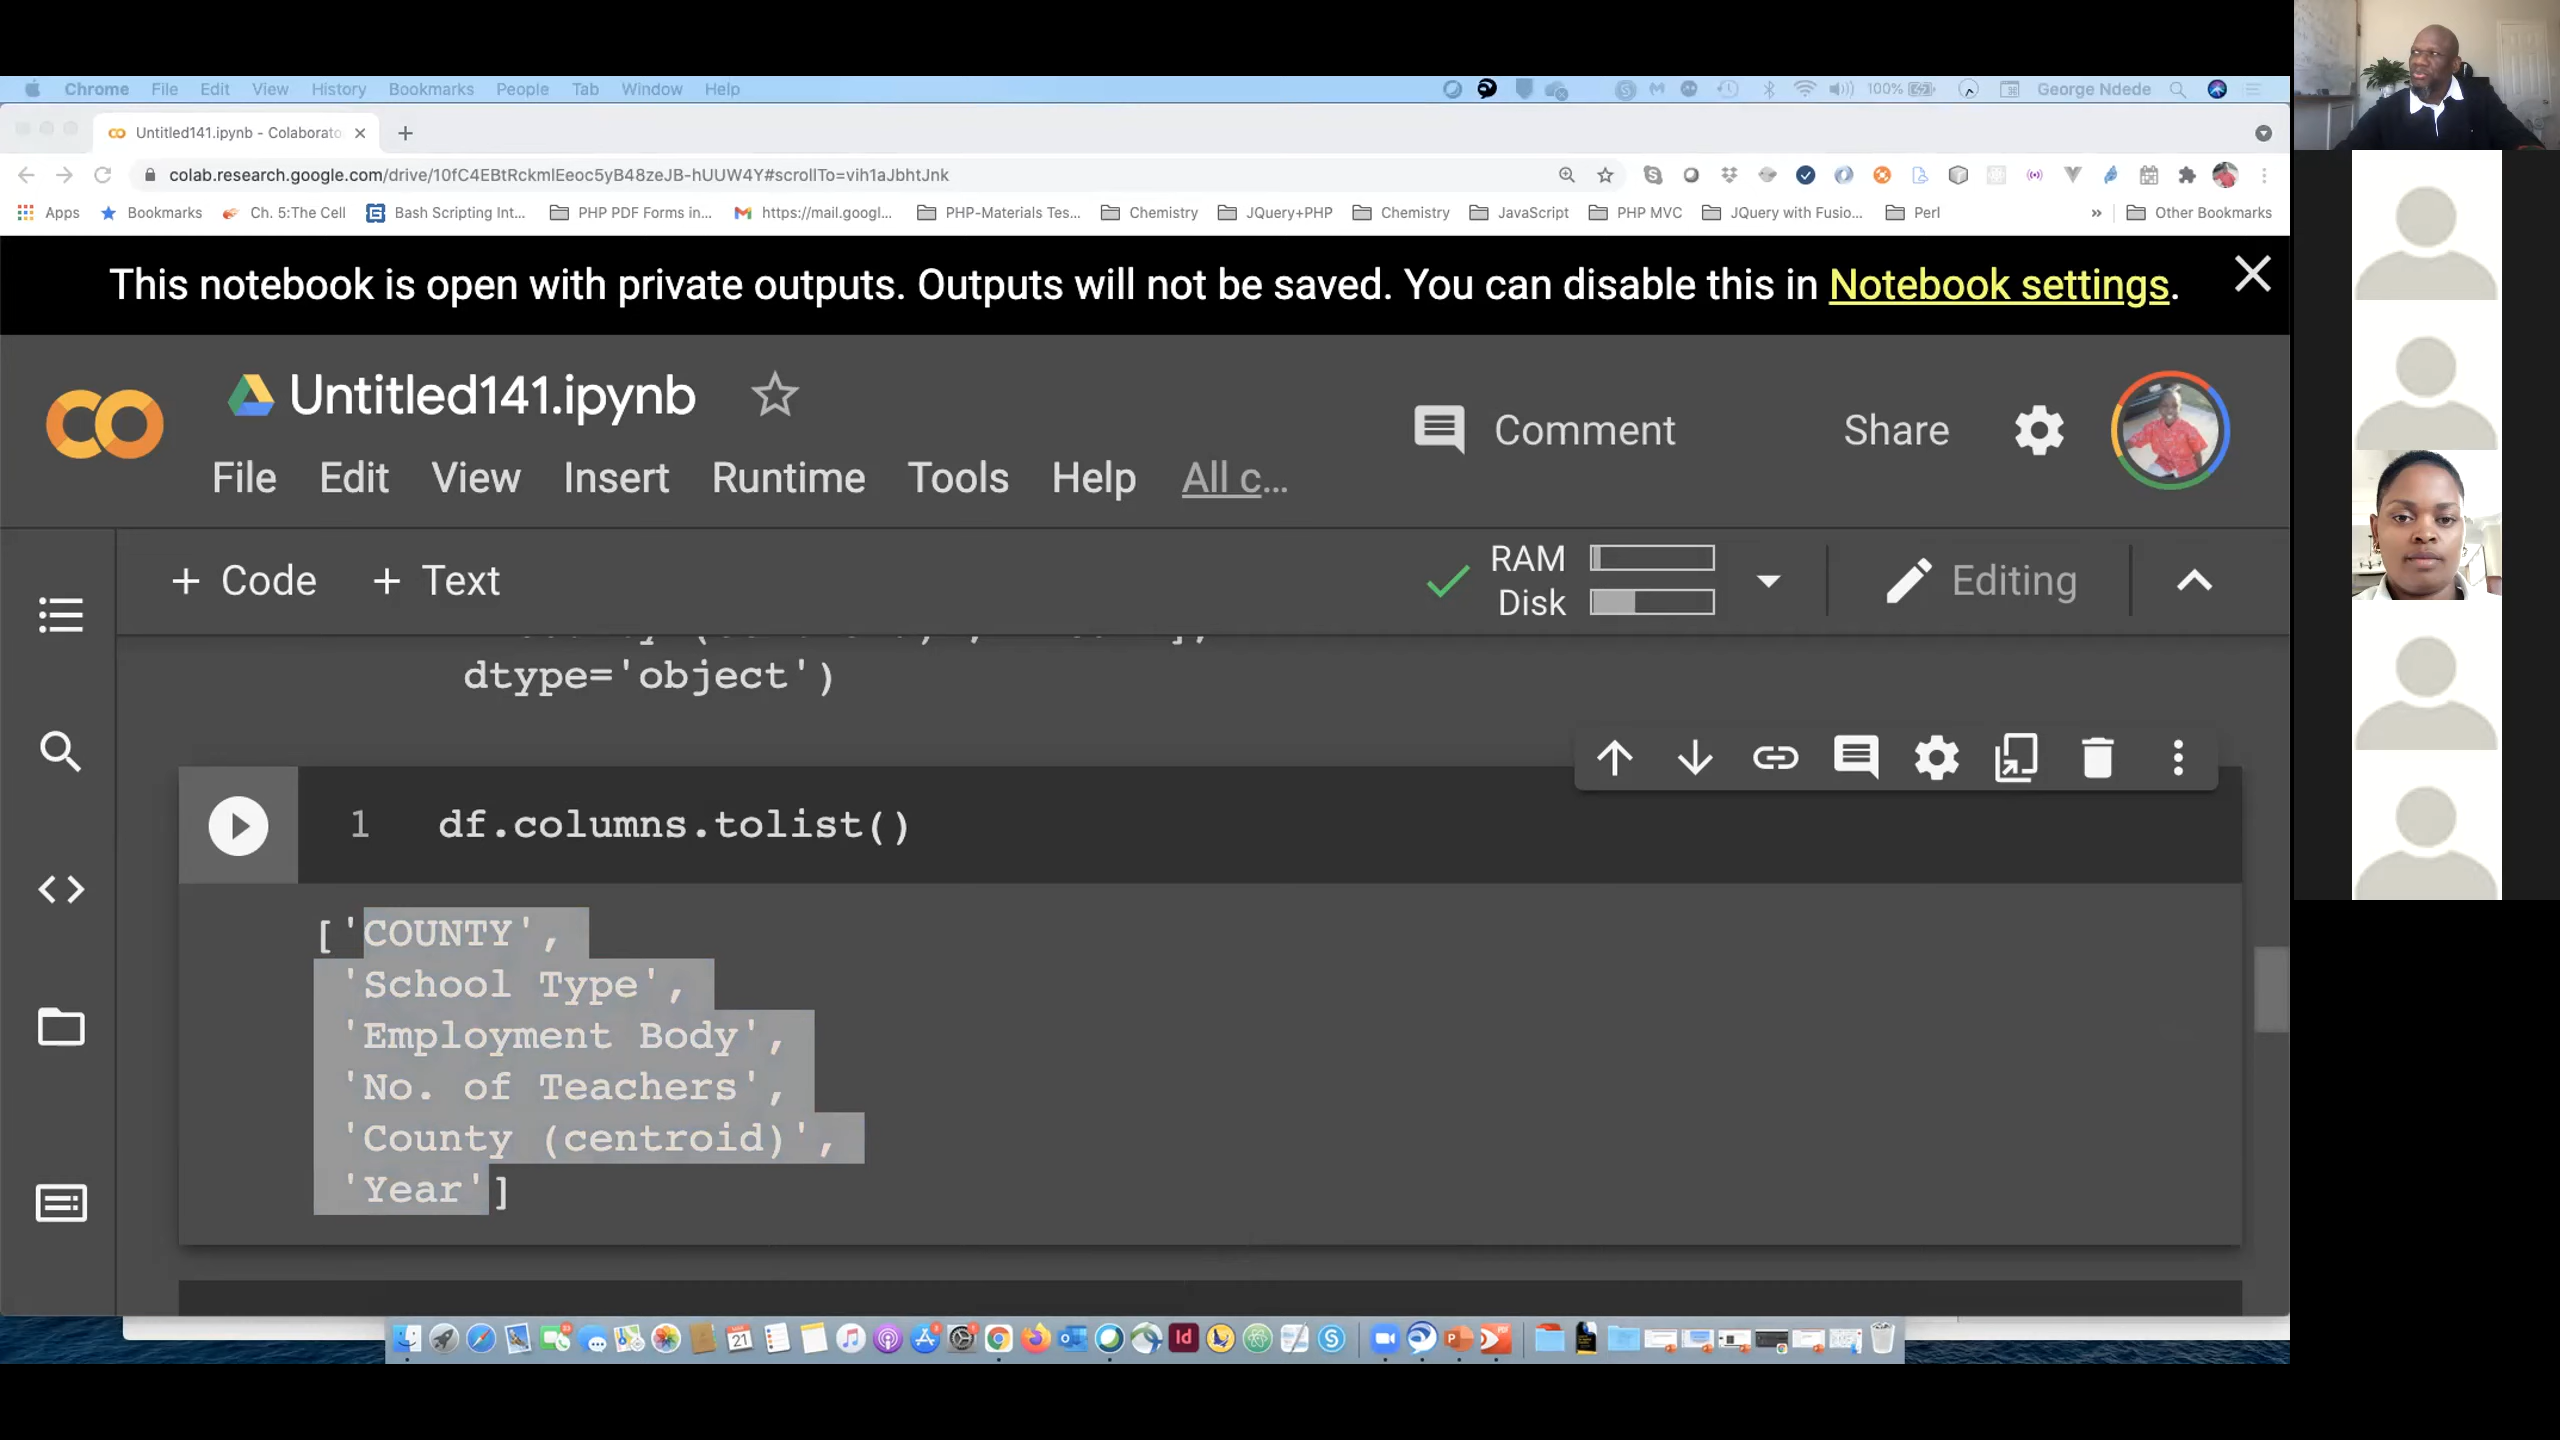 Chrome File Edit View History Bookmarks People Tab Window Help 100% George Ndede
Untitled141.ipynb - Colaborato
colab.research.google.com/drive/10fC4EBtRckmlEeoc5yB48zeJB-hUUW4Y#scrollTo=vih1aJbhtJnk
Apps Bookmarks Ch. 5:The Cell Bash Scripting Int... PHP PDF Forms in... https://mail.googl... PHP-Materials Tes... Chemistry JQuery+PHP Chemistry JavaScript PHP MVC JQuery with Fusio... Perl » Other Bookmarks
This notebook is open with private outputs. Outputs will not be saved. You can disable this in Notebook settings.
Untitled141.ipynb
Comment Share
File Edit View Insert Runtime Tools Help All c...
+ Code + Text RAM Disk Editing
dtype='object')
1 df.columns.tolist()
['COUNTY',
'School Type',
'Employment Body',
'No. of Teachers',
'County (centroid)',
'Year']
21
Id